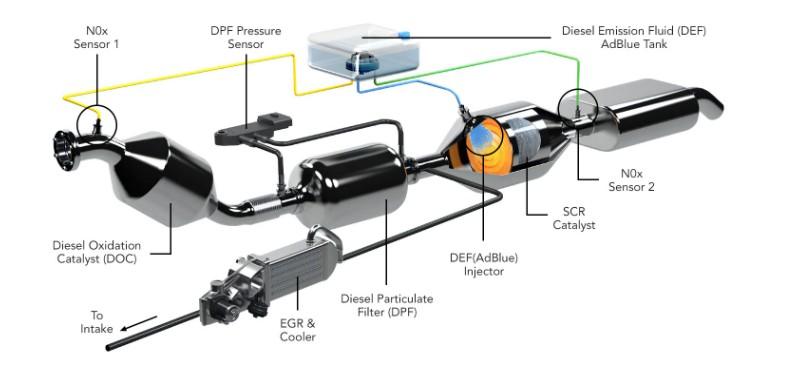 N0x
Sensor 1
DPF Pressure
Sensor
Diesel Emission Fluid (DEF)
AdBlue Tank
N0x
Sensor 2
SCR
Catalyst
Diesel Oxidation
Catalyst (DOC)
DEF(AdBlue)
Injector
Diesel Particulate
Filter (DPF)
To
Intake
EGR &
Cooler